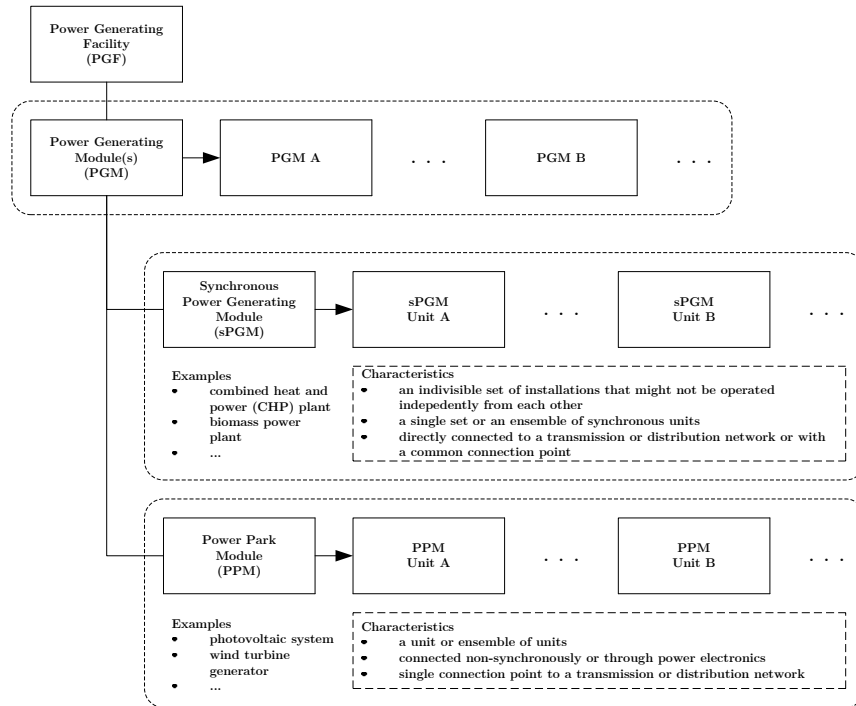 Power Generating
Facility
(PGF)
Power Generating
Module(s)
(PGM)
PGM A
. . .
PGM B
. . .
Synchronous
Power Generating
Module
(sPGM)
sPGM
Unit A
. . .
sPGM
Unit B
. . .
Examples
• combined heat and
power (CHP) plant
• biomass power
plant
• ...
Characteristics
• an indivisible set of installations that might not be operated
indepedently from each other
• a single set or an ensemble of synchronous units
• directly connected to a transmission or distribution network or with
a common connection point
Power Park
Module
(PPM)
PPM
Unit A
. . .
PPM
Unit B
. . .
Examples
• photovoltaic system
• wind turbine
generator
• ...
Characteristics
• a unit or ensemble of units
• connected non-synchronously or through power electronics
• single connection point to a transmission or distribution network